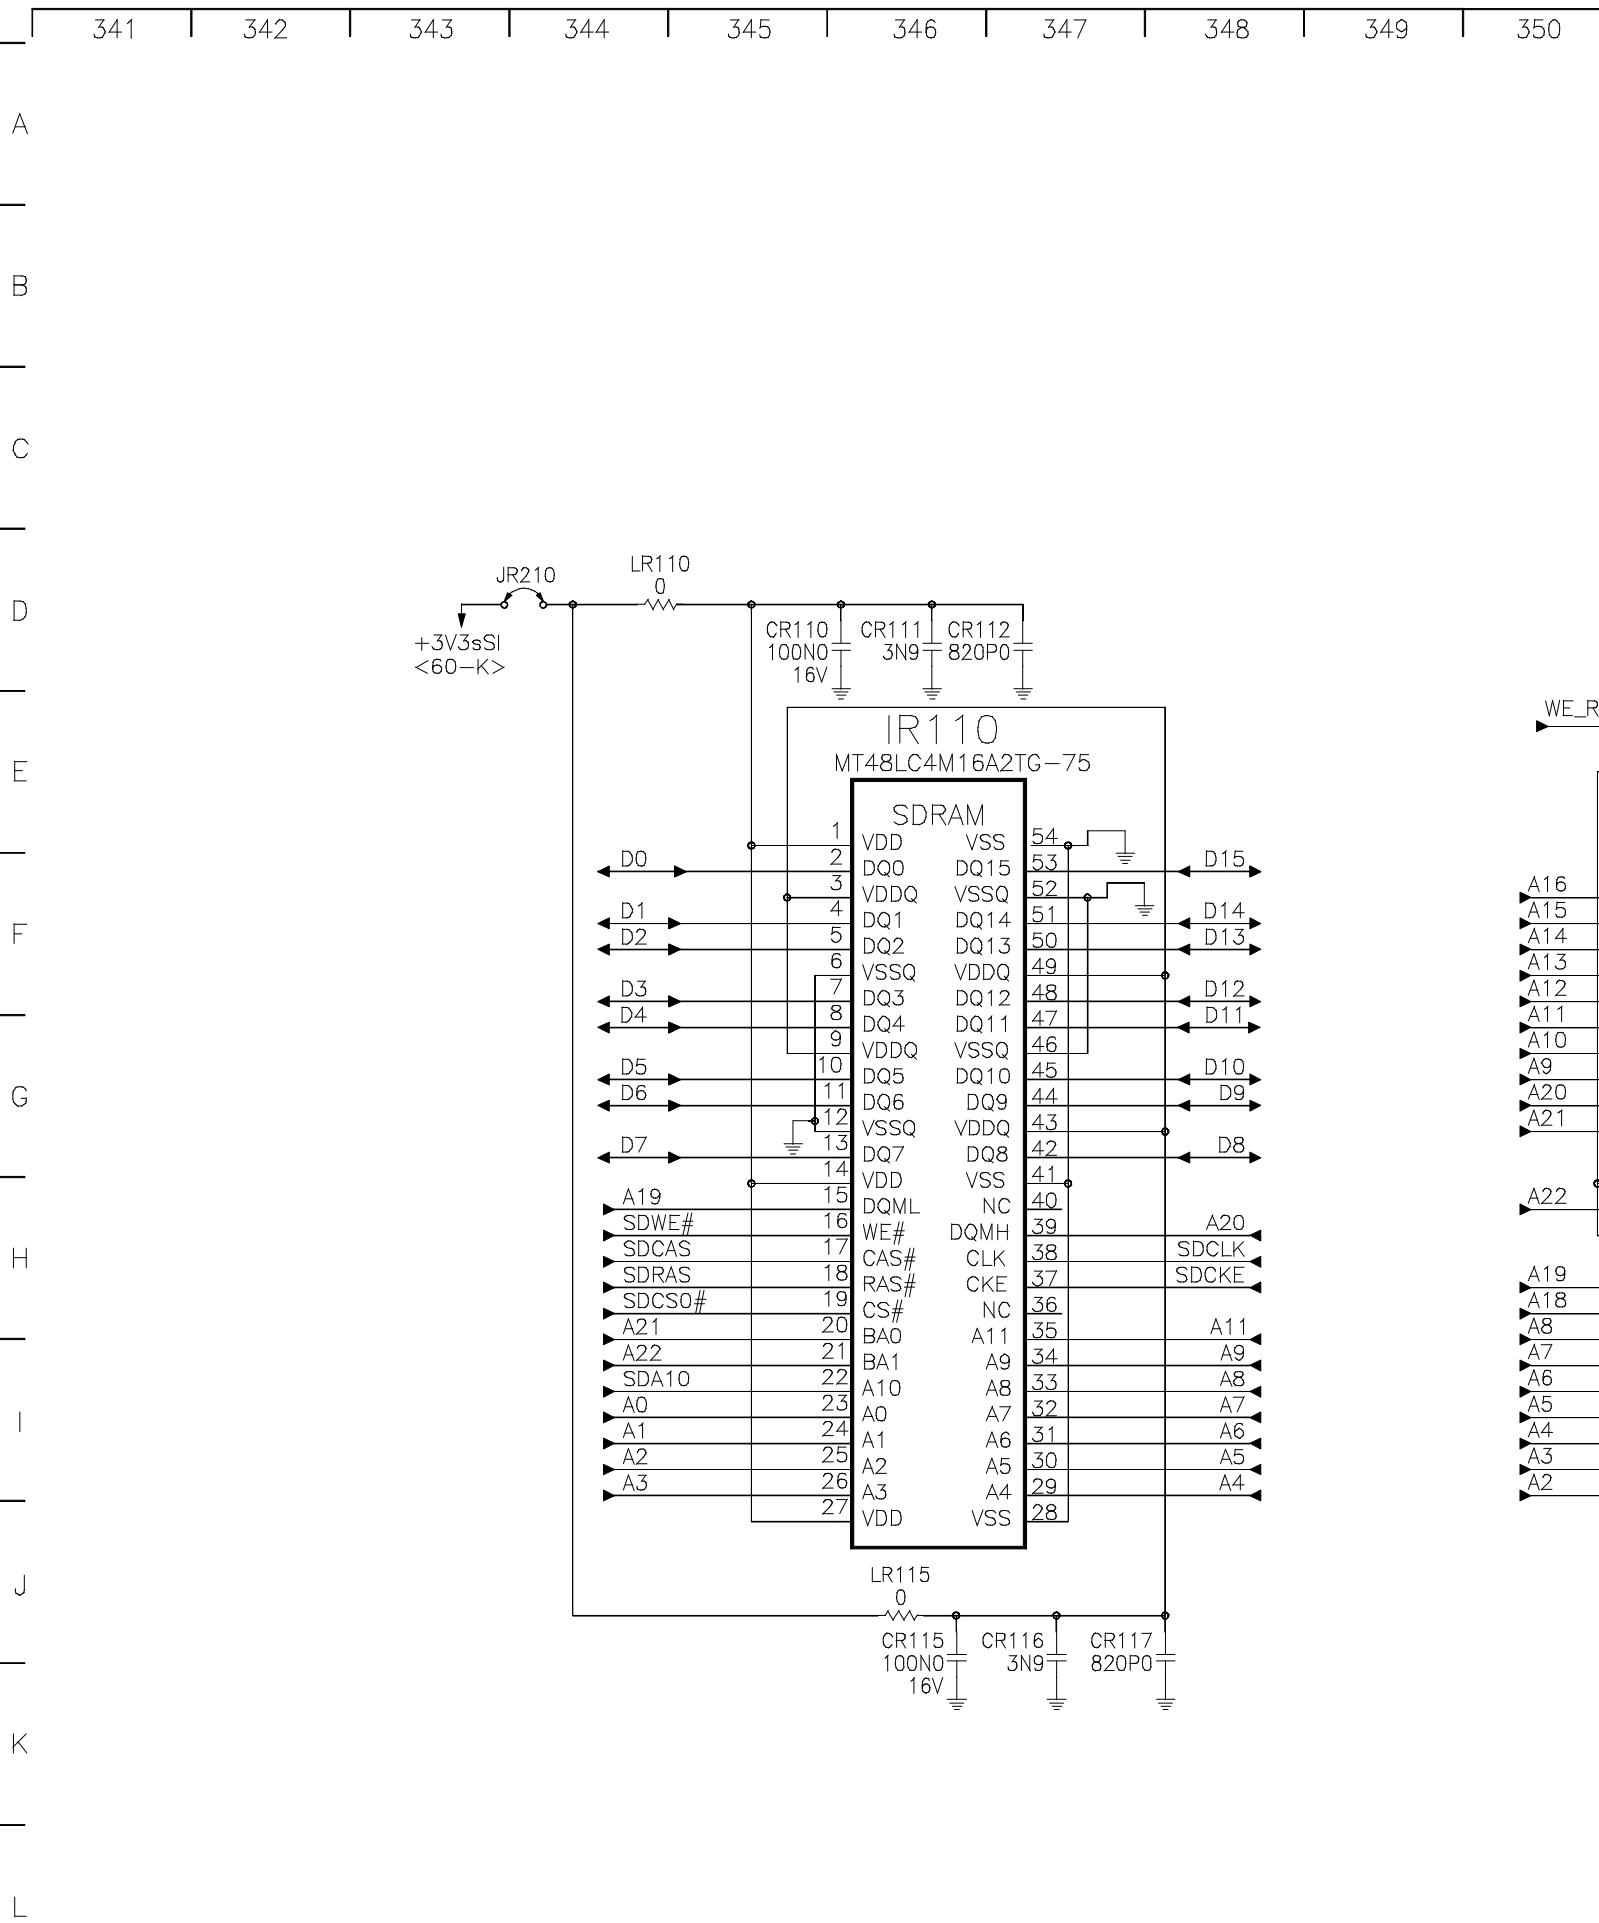 341 342 343 344 345 346 347 348 349 350
A
B
C
D
E
F
G
H
I
J
K
L
JR210
LR110
0
+3V3sSI
<60-K>
CR110
100N0
16V
CR111
3N9
CR112
820P0
IR110
MT48LC4M16A2TG-75
SDRAM
1 VDD VSS 54
D0 2 DQ0 DQ15 53 D15
3 VDDQ VSSQ 52
D1 4 DQ1 DQ14 51 D14
D2 5 DQ2 DQ13 50 D13
6 VSSQ VDDQ 49
D3 7 DQ3 DQ12 48 D12
D4 8 DQ4 DQ11 47 D11
9 VDDQ VSSQ 46
D5 10 DQ5 DQ10 45 D10
D6 11 DQ6 DQ9 44 D9
12 VSSQ VDDQ 43
D7 13 DQ7 DQ8 42 D8
14 VDD VSS 41
A19 15 DQML NC 40
SDWE# 16 WE# DQMH 39 A20
SDCAS 17 CAS# CLK 38 SDCLK
SDRAS 18 RAS# CKE 37 SDCKE
SDCS0# 19 CS# NC 36
A21 20 BA0 A11 35 A11
A22 21 BA1 A9 34 A9
SDA10 22 A10 A8 33 A8
A0 23 A0 A7 32 A7
A1 24 A1 A6 31 A6
A2 25 A2 A5 30 A5
A3 26 A3 A4 29 A4
27 VDD VSS 28
LR115
0
CR115
100N0
16V
CR116
3N9
CR117
820P0
WE_R
A16
A15
A14
A13
A12
A11
A10
A9
A20
A21
A22
A19
A18
A8
A7
A6
A5
A4
A3
A2